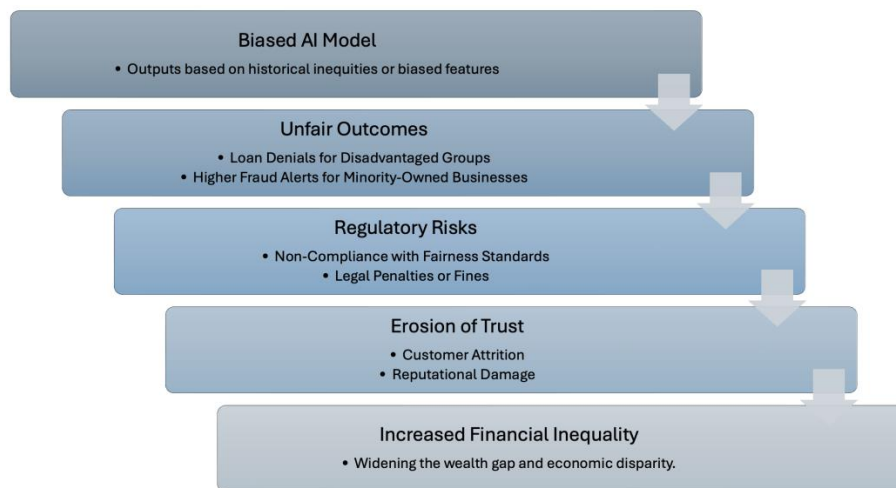 Biased AI Model
• Outputs based on historical inequities or biased features
Unfair Outcomes
• Loan Denials for Disadvantaged Groups
• Higher Fraud Alerts for Minority-Owned Businesses
Regulatory Risks
• Non-Compliance with Fairness Standards
• Legal Penalties or Fines
Erosion of Trust
• Customer Attrition
• Reputational Damage
Increased Financial Inequality
• Widening the wealth gap and economic disparity.